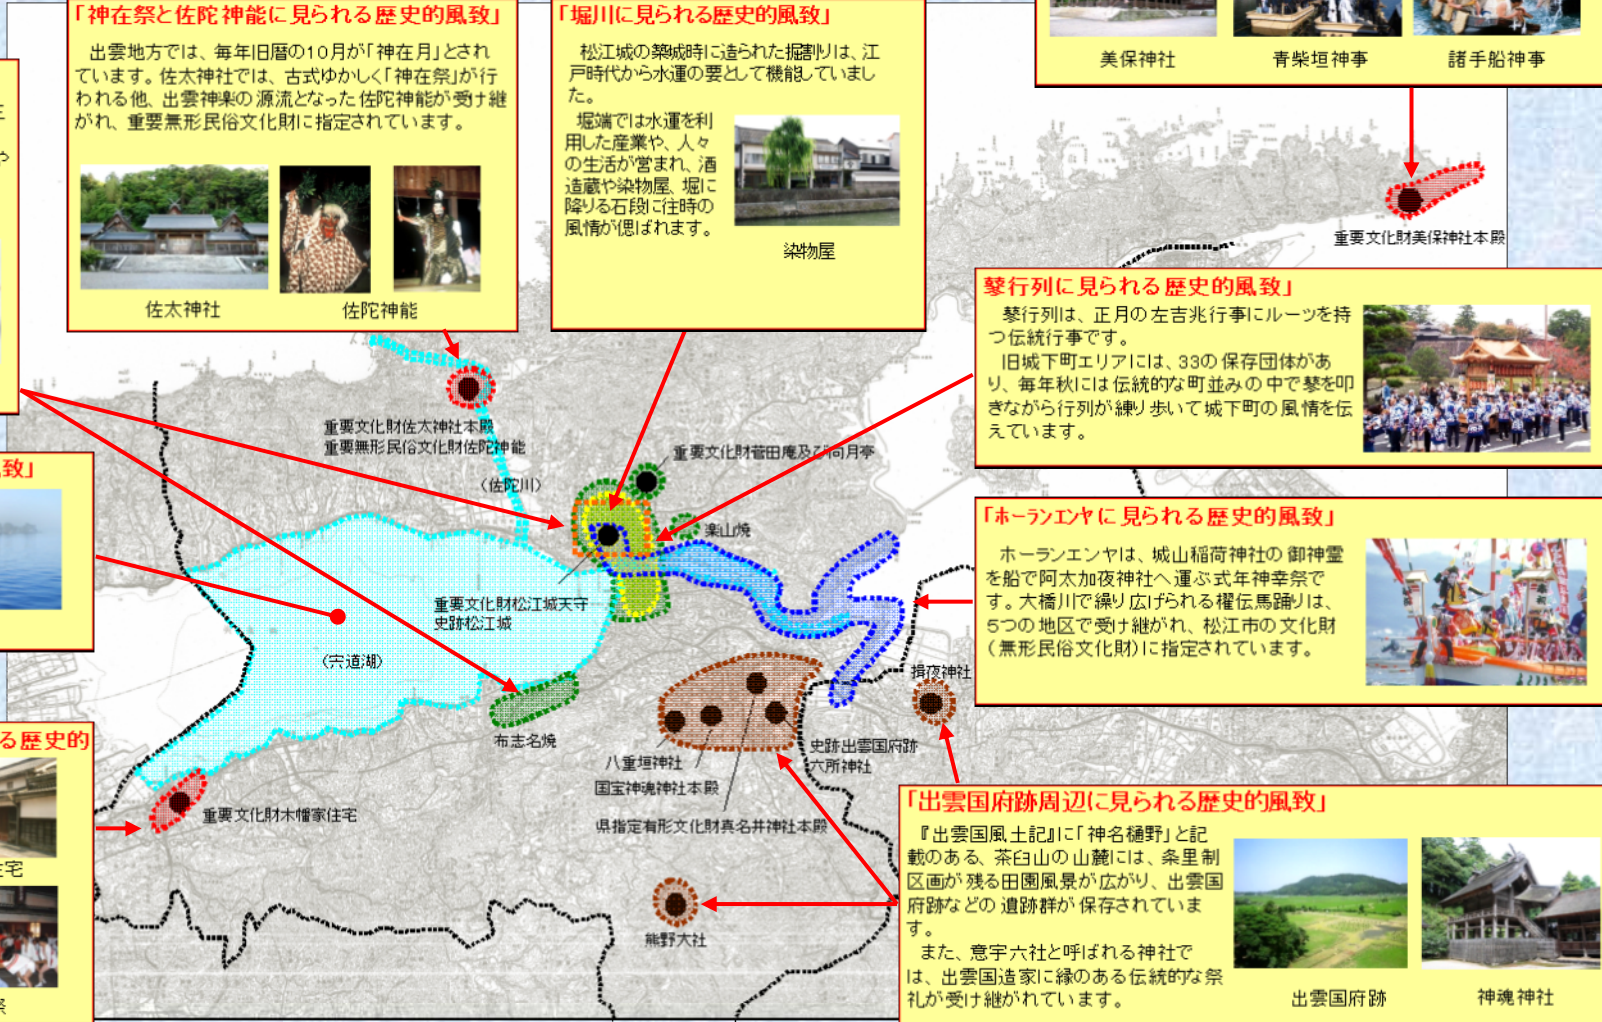 「神在祭と佐陀神能に見られる歴史的風致」
出雲地方では、毎年旧暦の10月が「神在月」とされ
ています。佐太神社では、古式ゆかしく「神在祭」が行
われる他、出雲神楽の源流となった佐陀神能が受け継
がれ、重要無形民俗文化財に指定されています。
佐太神社
佐陀神能
「堀川に見られる歴史的風致」
松江城の築城時に造られた掘割りは、江
戸時代から水運の要として機能していまし
た。
堀端では水運を利
用した産業や、人々
の生活が営まれ、酒
造蔵や染物屋、堀に
降りる石段に往時の
風情が偲ばれます。
染物屋
美保神社
青柴垣神事
諸手船神事
重要文化財美保神社本殿
鼕行列に見られる歴史的風致」
鼕行列は、正月の左吉兆行事にルーツを持
つ伝統行事です。
旧城下町エリアには、33の保存団体があ
り、毎年秋には伝統的な町並みの中で鼕を叩
きながら行列が練り歩いて城下町の風情を伝
えています。
重要文化財佐太神社本殿
重要無形民俗文化財佐陀神能
(佐陀川)
重要文化財菅田庵及び向月亭
楽山焼
致」
重要文化財松江城天守
史跡松江城
(宍道湖)
布志名焼
「ホーランエンヤに見られる歴史的風致」
ホーランエンヤは、城山稲荷神社の御神霊
を船で阿太加夜神社へ運ぶ式年神幸祭で
す。大橋川で繰り広げられる櫂伝馬踊りは、
5つの地区で受け継がれ、松江市の文化財
(無形民俗文化財)に指定されています。
揖夜神社
史跡出雲国府跡
六所神社
八重垣神社
国宝神魂神社本殿
県指定有形文化財真名井神社本殿
る歴史的
宅
重要文化財木幡家住宅
熊野大社
「出雲国府跡周辺に見られる歴史的風致」
『出雲国風土記』に「神名樋野」と記
載のある、茶臼山の山麓には、条里制
区画が残る田園風景が広がり、出雲国
府跡などの遺跡群が保存されていま
す。
また、意宇六社と呼ばれる神社で
は、出雲国造家に縁のある伝統的な祭
礼が受け継がれています。
出雲国府跡
神魂神社